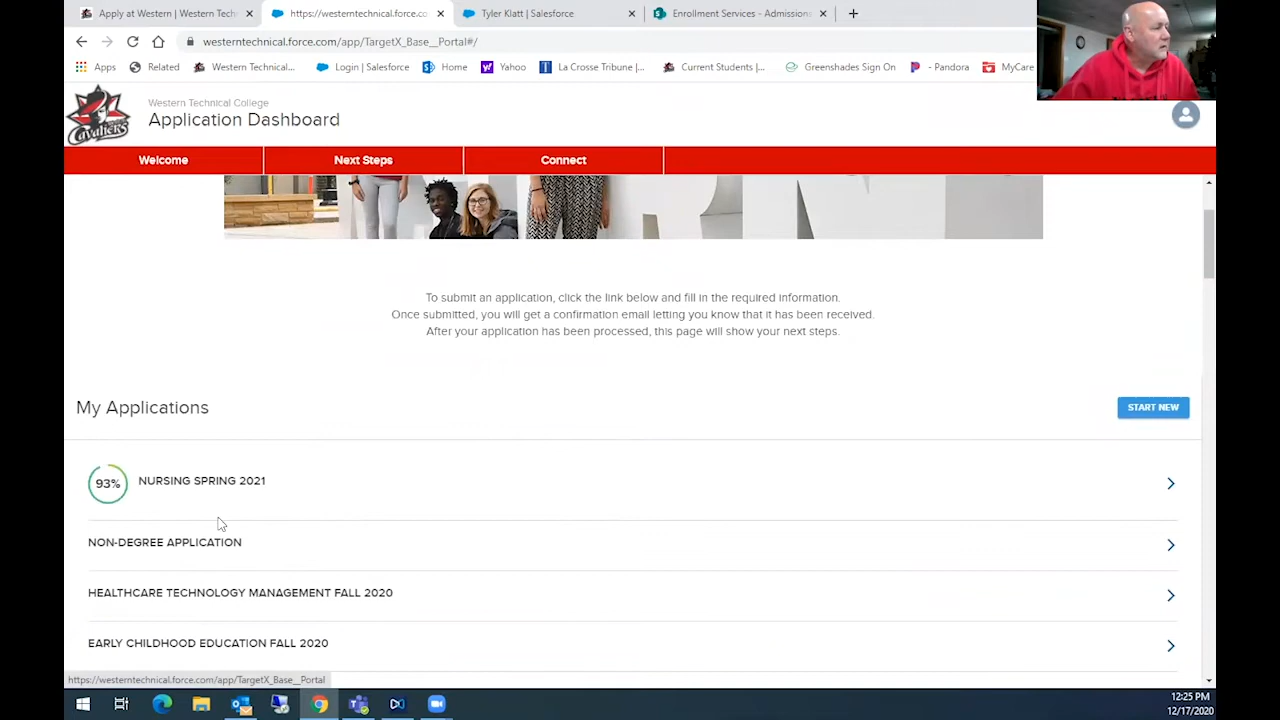 Apply at Western | Western Tech
https://westerntechnical.force.co
Tyler Klatt | Salesforce
Enrollment Services - Admissions
westerntechnical.force.com/app/TargetX_Base__Portal#/
Apps
Related
Western Technical...
Login | Salesforce
Home
Yahoo
La Crosse Tribune |...
Current Students |...
Greenshades Sign On
- Pandora
MyCare
Cavaliers
Western Technical College
Application Dashboard
Welcome
Next Steps
Connect
To submit an application, click the link below and fill in the required information.
Once submitted, you will get a confirmation email letting you know that it has been received.
After your application has been processed, this page will show your next steps.
My Applications
START NEW
93%
NURSING SPRING 2021
NON-DEGREE APPLICATION
HEALTHCARE TECHNOLOGY MANAGEMENT FALL 2020
EARLY CHILDHOOD EDUCATION FALL 2020
https://westerntechnical.force.com/app/TargetX_Base__Portal
12:25 PM
12/17/2020